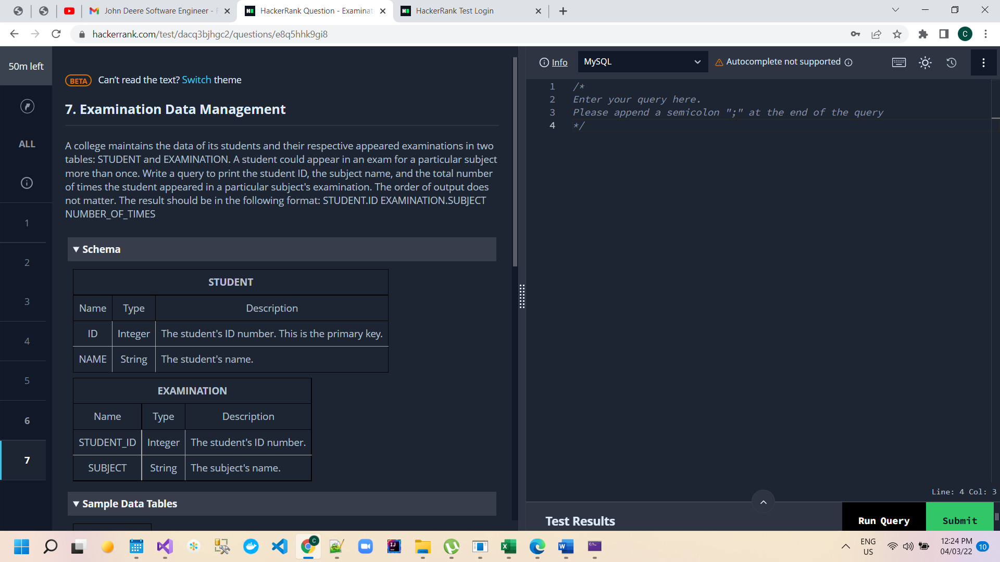 John Deere Software Engineer - F
HackerRank Question - Examinat
HackerRank Test Login
hackerrank.com/test/dacq3bjhgc2/questions/e8q5hhk9gi8
C
50m left
ALL
1
2
3
4
5
6
7
BETA Can't read the text? Switch theme
7. Examination Data Management
A college maintains the data of its students and their respective appeared examinations in two
tables: STUDENT and EXAMINATION. A student could appear in an exam for a particular subject
more than once. Write a query to print the student ID, the subject name, and the total number
of times the student appeared in a particular subject's examination. The order of output does
not matter. The result should be in the following format: STUDENT.ID EXAMINATION.SUBJECT
NUMBER_OF_TIMES
Schema
STUDENT
Name Type Description
ID Integer The student's ID number. This is the primary key.
NAME String The student's name.
EXAMINATION
Name Type Description
STUDENT_ID Integer The student's ID number.
SUBJECT String The subject's name.
Sample Data Tables
Info MySQL Autocomplete not supported
1 /*
2 Enter your query here.
3 Please append a semicolon ";" at the end of the query
4 */
Line: 4 Col: 3
Test Results Run Query Submit
ENG
US
12:24 PM
04/03/22
10